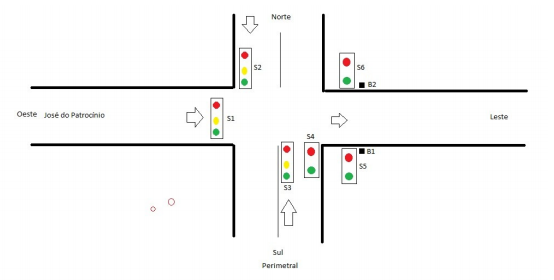 Norte
S2
S6
B2
Oeste José do Patrocínio
S1
Leste
S4
B1
S5
S3
Sul
Perimetral